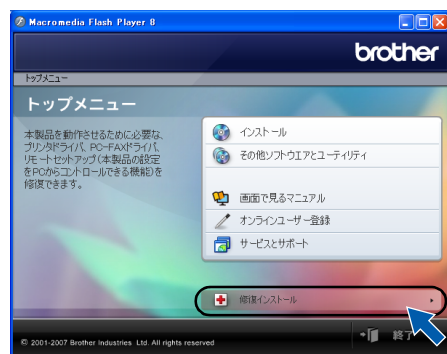 Macromedia Flash Player 8
brother
トップメニュー
トップメニュー
本製品を動作させるために必要な、
プリンタドライバ、PC-FAXドライバ、
リモートセットアップ(本製品の設定
をPCからコントロールできる機能)を
修復できます。
インストール
その他ソフトウエアとユーティリティ
画面で見るマニュアル
オンラインユーザー登録
サービスとサポート
修復インストール
© 2001-2007 Brother Industries. Ltd. All rights reserved
終了